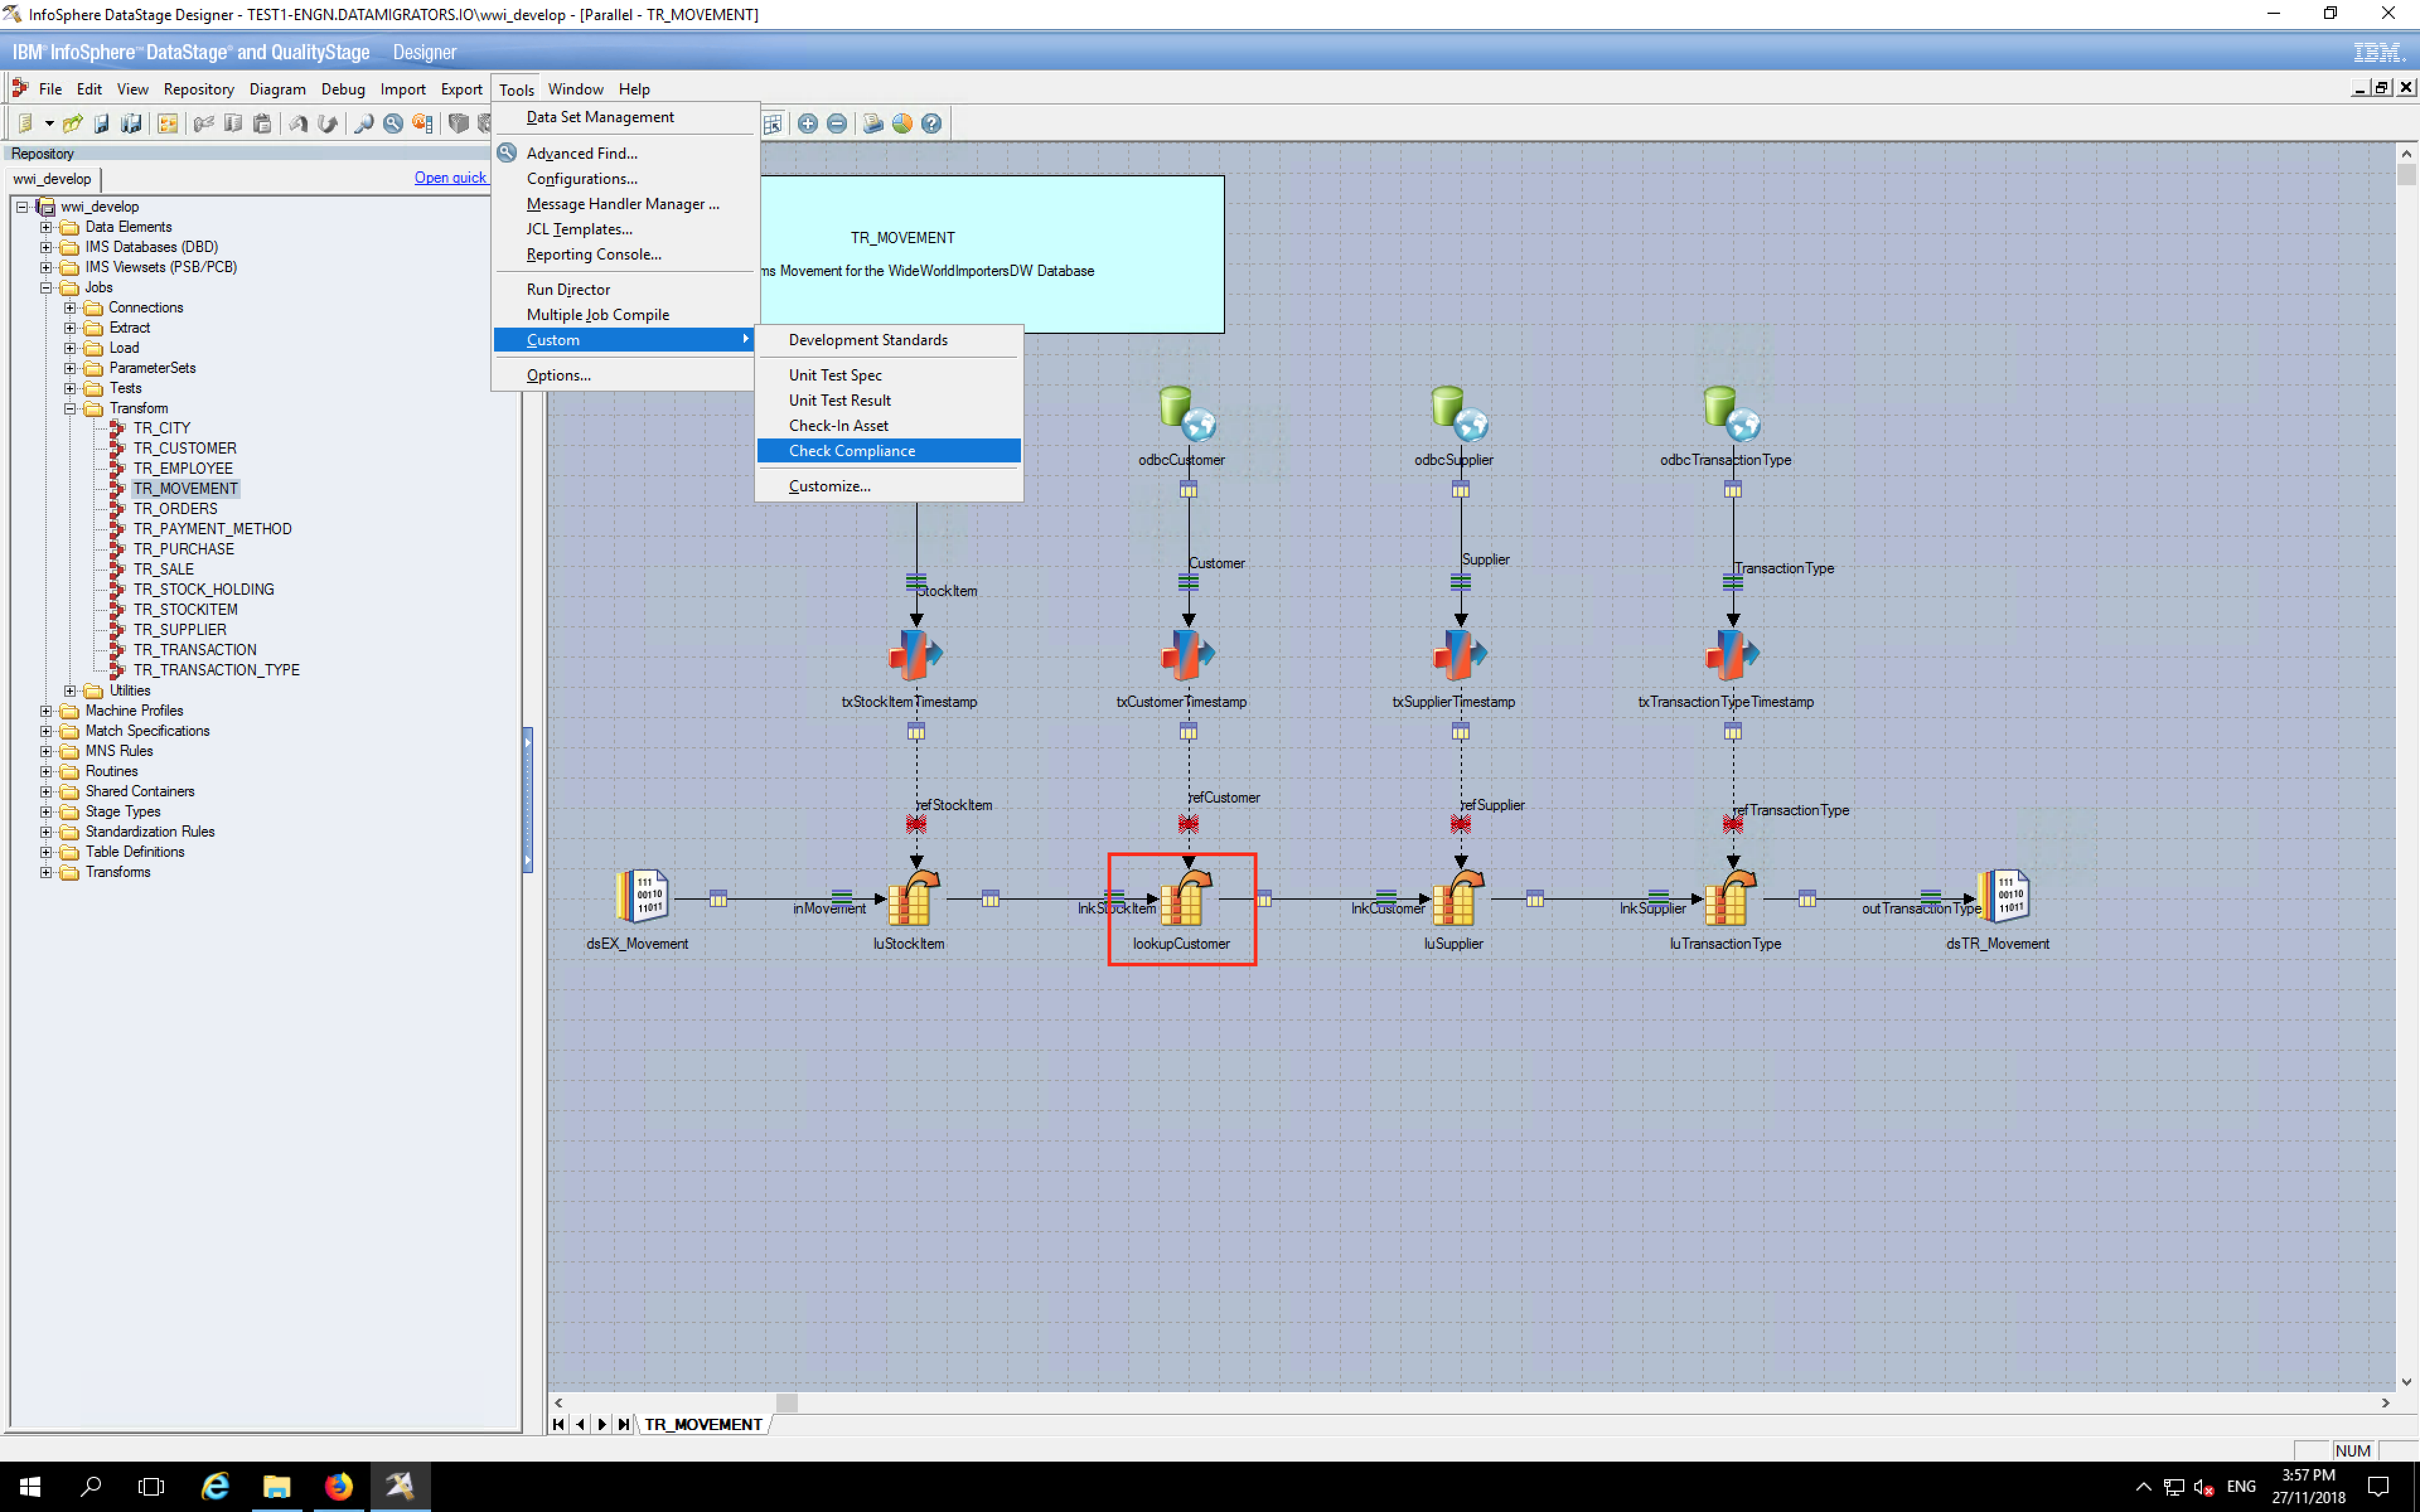 InfoSphere DataStage Designer - TEST1-ENGN.DATAMIGRATORS.IO\wwi_develop - [Parallel - TR_MOVEMENT]
IBM® InfoSphere™ DataStage® and QualityStage Designer
IBM.
File Edit View Repository Diagram Debug Import Export Tools Window Help
Repository
wwi_develop
Open quick
wwi_develop
Data Elements
IMS Databases (DBD)
IMS Viewsets (PSB/PCB)
Jobs
Connections
Extract
Load
ParameterSets
Tests
Transform
TR_CITY
TR_CUSTOMER
TR_EMPLOYEE
TR_MOVEMENT
TR_ORDERS
TR_PAYMENT_METHOD
TR_PURCHASE
TR_SALE
TR_STOCK_HOLDING
TR_STOCKITEM
TR_SUPPLIER
TR_TRANSACTION
TR_TRANSACTION_TYPE
Utilities
Machine Profiles
Match Specifications
MNS Rules
Routines
Shared Containers
Stage Types
Standardization Rules
Table Definitions
Transforms
Data Set Management
Advanced Find...
Configurations...
Message Handler Manager ...
JCL Templates...
Reporting Console...
Run Director
Multiple Job Compile
Custom
Options...
Development Standards
Unit Test Spec
Unit Test Result
Check-In Asset
Check Compliance
Customize...
TR_MOVEMENT
ms Movement for the WideWorldImportersDW Database
odbcCustomer
odbcSupplier
odbcTransactionType
StockItem
Customer
Supplier
TransactionType
txStockItemTimestamp
txCustomerTimestamp
txSupplierTimestamp
txTransactionTypeTimestamp
refStockItem
refCustomer
refSupplier
refTransactionType
111
00110
11011
inMovement
lnkStockItem
lnkCustomer
lnkSupplier
outTransactionType
111
00110
11011
dsEX_Movement
luStockItem
lookupCustomer
luSupplier
luTransactionType
dsTR_Movement
TR_MOVEMENT
NUM
ENG
3:57 PM
27/11/2018